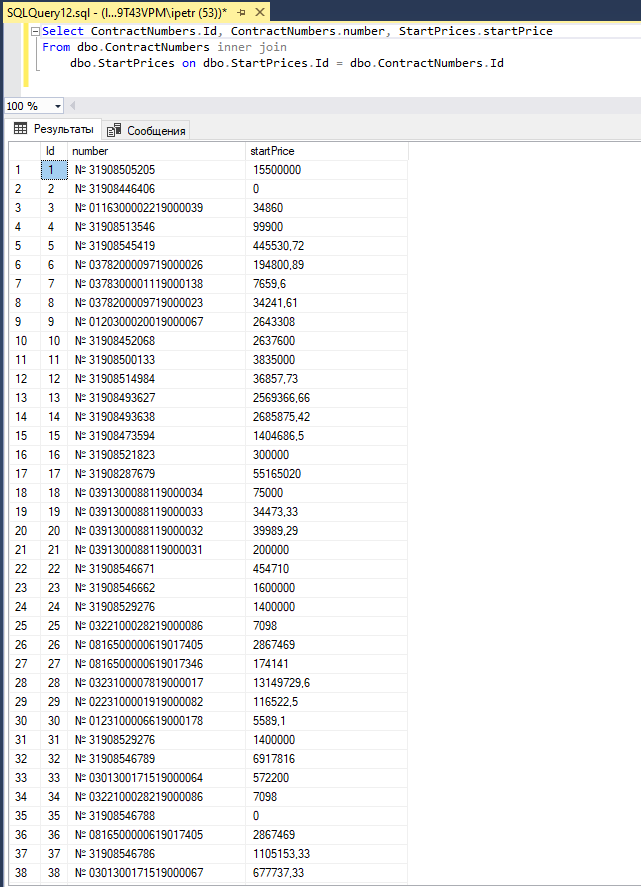 SQLQuery12.sql - (l...9T43VPM\ipetr (53))*
Select ContractNumbers.Id, ContractNumbers.number, StartPrices.startPrice
From dbo.ContractNumbers inner join
dbo.StartPrices on dbo.StartPrices.Id = dbo.ContractNumbers.Id
100 %
Результаты Сообщения
Id number startPrice
1 1 № 31908505205 15500000
2 2 № 31908446406 0
3 3 № 0116300002219000039 34860
4 4 № 31908513546 99900
5 5 № 31908545419 445530,72
6 6 № 0378200009719000026 194800,89
7 7 № 0378300001119000138 7659,6
8 8 № 0378200009719000023 34241,61
9 9 № 0120300020019000067 2643308
10 10 № 31908452068 2637600
11 11 № 31908500133 3835000
12 12 № 31908514984 36857,73
13 13 № 31908493627 2569366,66
14 14 № 31908493638 2685875,42
15 15 № 31908473594 1404686,5
16 16 № 31908521823 300000
17 17 № 31908287679 55165020
18 18 № 0391300088119000034 75000
19 19 № 0391300088119000033 34473,33
20 20 № 0391300088119000032 39989,29
21 21 № 0391300088119000031 200000
22 22 № 31908546671 454710
23 23 № 31908546662 1600000
24 24 № 31908529276 1400000
25 25 № 0322100028219000086 7098
26 26 № 0816500000619017405 2867469
27 27 № 0816500000619017346 174141
28 28 № 0323100007819000017 13149729,6
29 29 № 0223100001919000082 116522,5
30 30 № 0123100006619000178 5589,1
31 31 № 31908529276 1400000
32 32 № 31908546789 6917816
33 33 № 0301300171519000064 572200
34 34 № 0322100028219000086 7098
35 35 № 31908546788 0
36 36 № 0816500000619017405 2867469
37 37 № 31908546786 1105153,33
38 38 № 0301300171519000067 677737,33